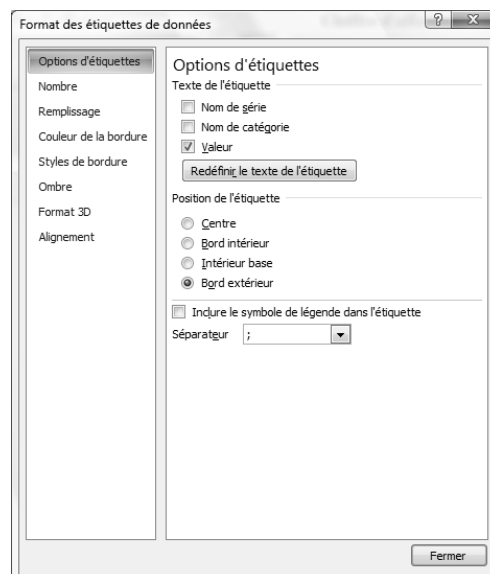 Format des étiquettes de données
Options d'étiquettes
Nombre
Remplissage
Couleur de la bordure
Styles de bordure
Ombre
Format 3D
Alignement
Options d'étiquettes
Texte de l'étiquette
Nom de série
Nom de catégorie
Valeur
Redéfinir le texte de l'étiquette
Position de l'étiquette
Centre
Bord intérieur
Intérieur base
Bord extérieur
Inclure le symbole de légende dans l'étiquette
Séparateur ;
Fermer